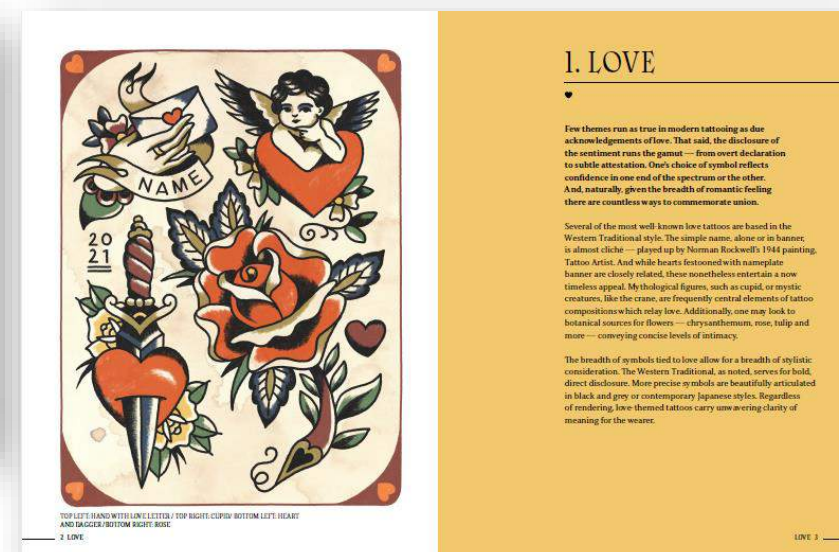 NAME
20
21
TOP LEFT: HAND WITH LOVE LETTER / TOP RIGHT: CUPID/ BOTTOM LEFT: HEART
AND DAGGER/BOTTOM RIGHT: ROSE
2 LOVE
1. LOVE
Few themes run as true in modern tattooing as due
acknowledgements of love. That said, the disclosure of
the sentiment runs the gamut — from overt declaration
to subtle attestation. One's choice of symbol reflects
confidence in one end of the spectrum or the other.
And, naturally, given the breadth of romantic feeling
there are countless ways to commemorate union.
Several of the most well-known love tattoos are based in the
Western Traditional style. The simple name, alone or in banner,
is almost cliché — played up by Norman Rockwell's 1944 painting,
Tattoo Artist. And while hearts festooned with nameplate
banner are closely related, these nonetheless entertain a now
timeless appeal. Mythological figures, such as cupid, or mystic
creatures, like the crane, are frequently central elements of tattoo
compositions which relay love. Additionally, one may look to
botanical sources for flowers — chrysanthemum, rose, tulip and
more — conveying concise levels of intimacy.
The breadth of symbols tied to love allow for a breadth of stylistic
consideration. The Western Traditional, as noted, serves for bold,
direct disclosure. More precise symbols are beautifully articulated
in black and grey or contemporary Japanese styles. Regardless
of rendering, love-themed tattoos carry unwavering clarity of
meaning for the wearer.
LOVE 3